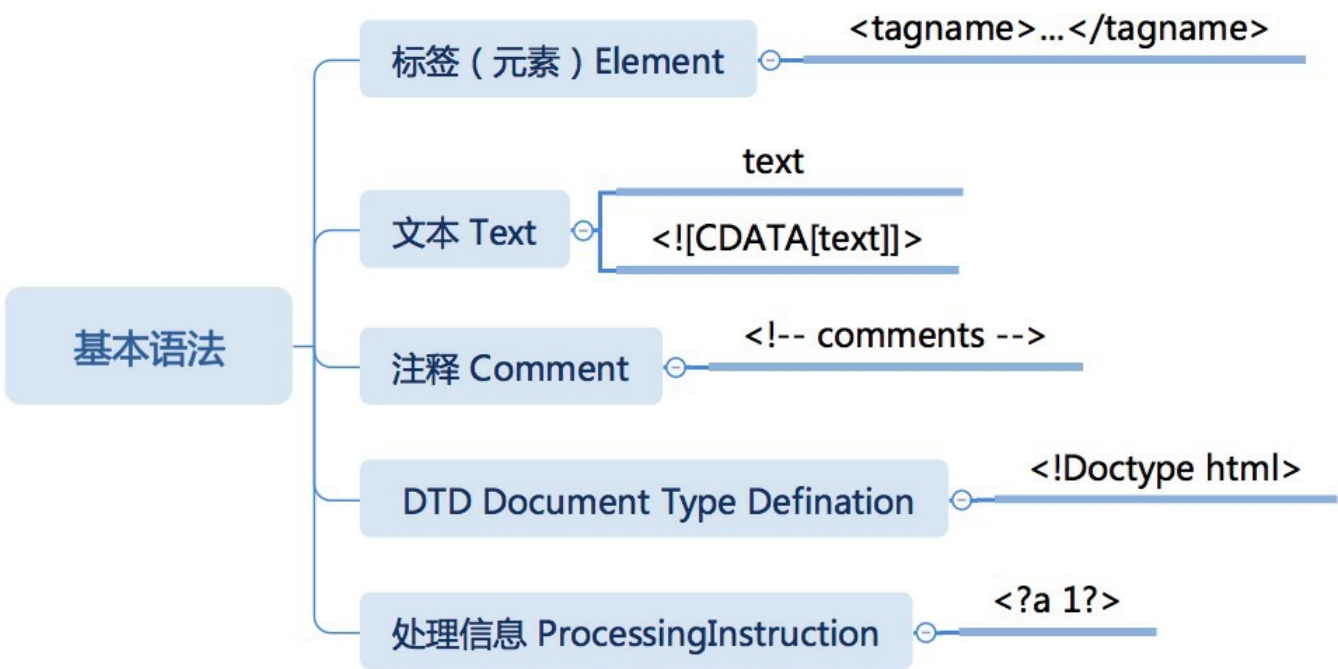 基本语法
标签（元素）Element
<tagname>...</tagname>
文本 Text
text
<![CDATA[text]]>
注释 Comment
<!-- comments -->
DTD Document Type Defination
<!Doctype html>
处理信息 ProcessingInstruction
<?a 1?>